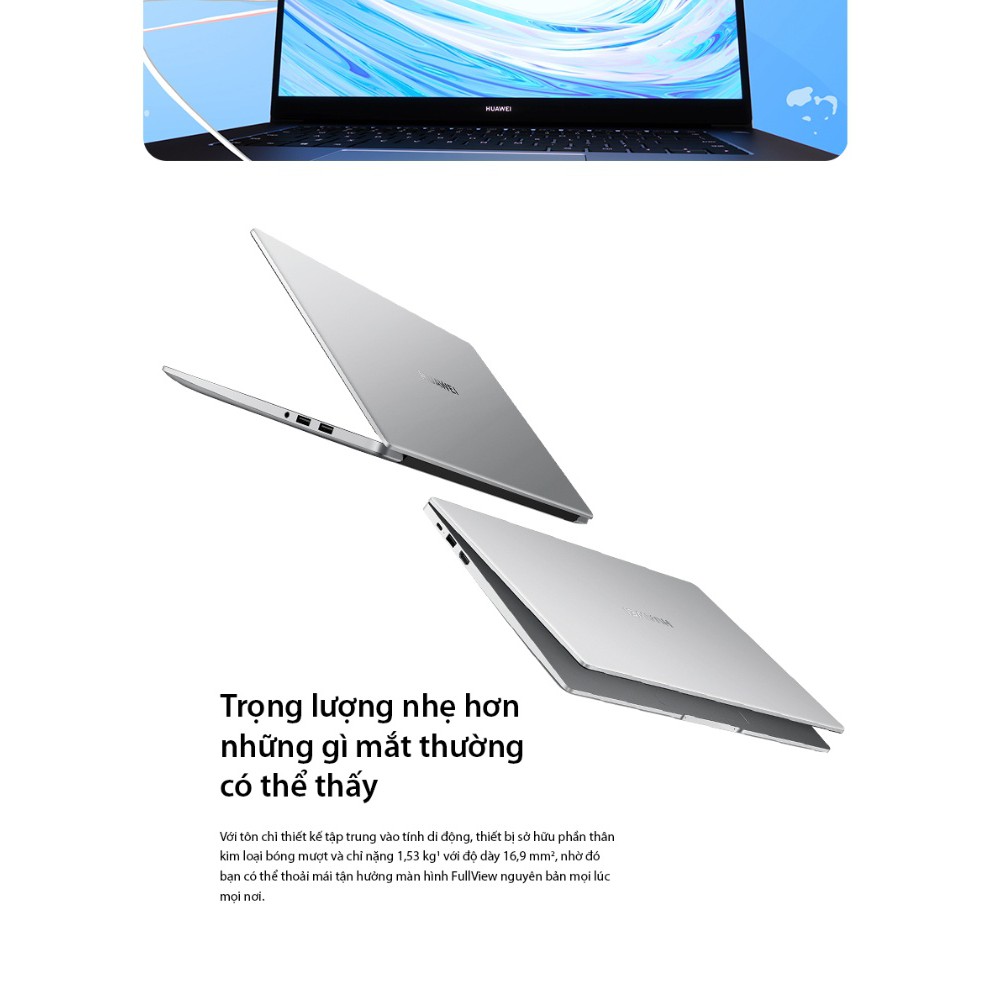 HUAWEI
HUAWEI
HUAWEI
Trọng lượng nhẹ hơn
những gì mắt thường
có thể thấy
Với tôn chỉ thiết kế tập trung vào tính di động, thiết bị sở hữu phần thân
kim loại bóng mượt và chỉ nặng 1,53 kg¹ với độ dày 16,9 mm², nhờ đó
bạn có thể thoải mái tận hưởng màn hình FullView nguyên bản mọi lúc
mọi nơi.